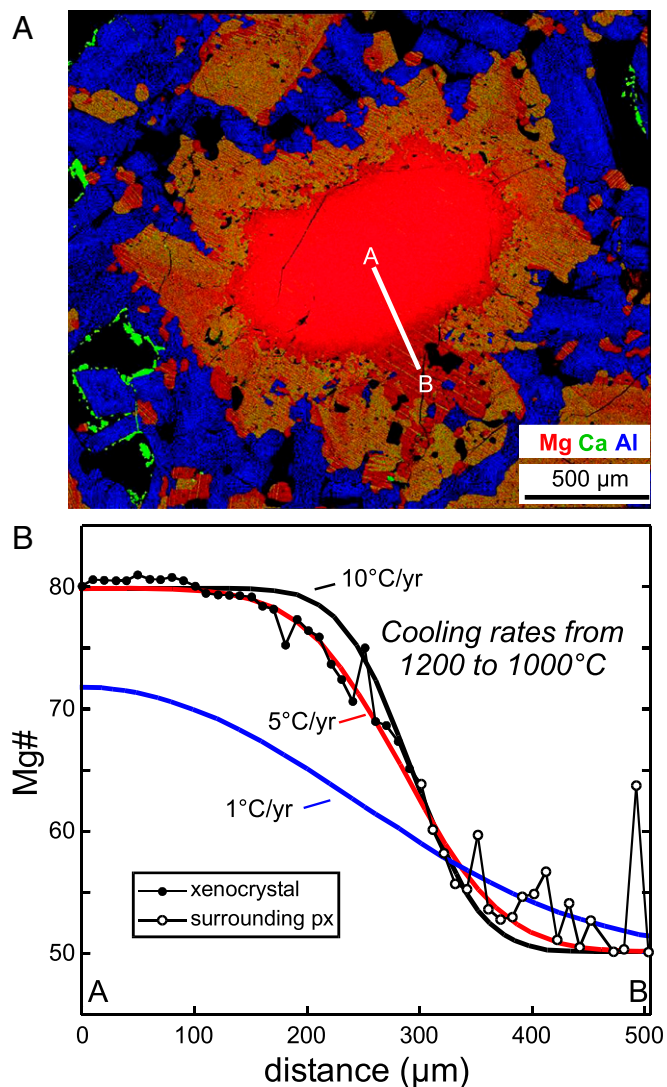 A
A
B
Mg Ca Al
500 µm
B
80
70
60
50
Mg#
10°C/yr
Cooling rates from
1200 to 1000°C
5°C/yr
1°C/yr
xenocrystal
surrounding px
A
B
0
100
200
300
400
500
distance (µm)